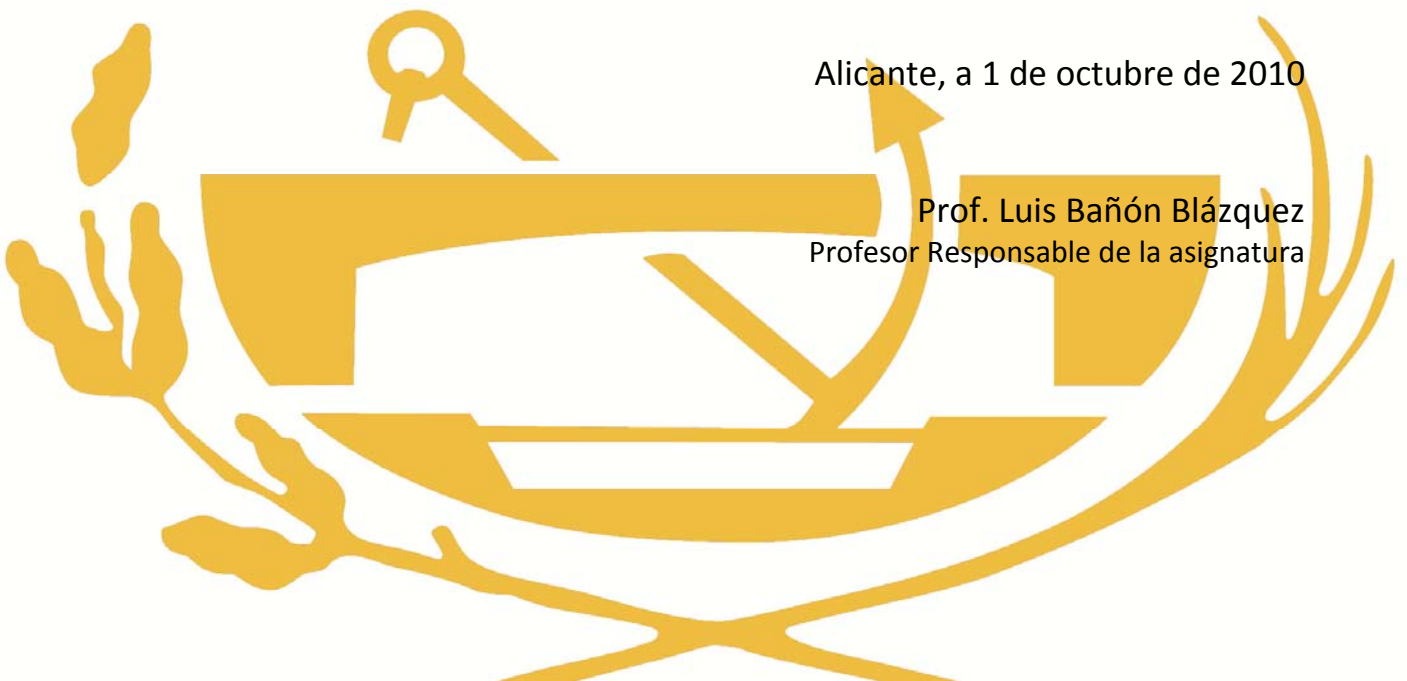 Alicante, a 1 de octubre de 2010
Prof. Luis Bañón Blázquez
Profesor Responsable de la asignatura